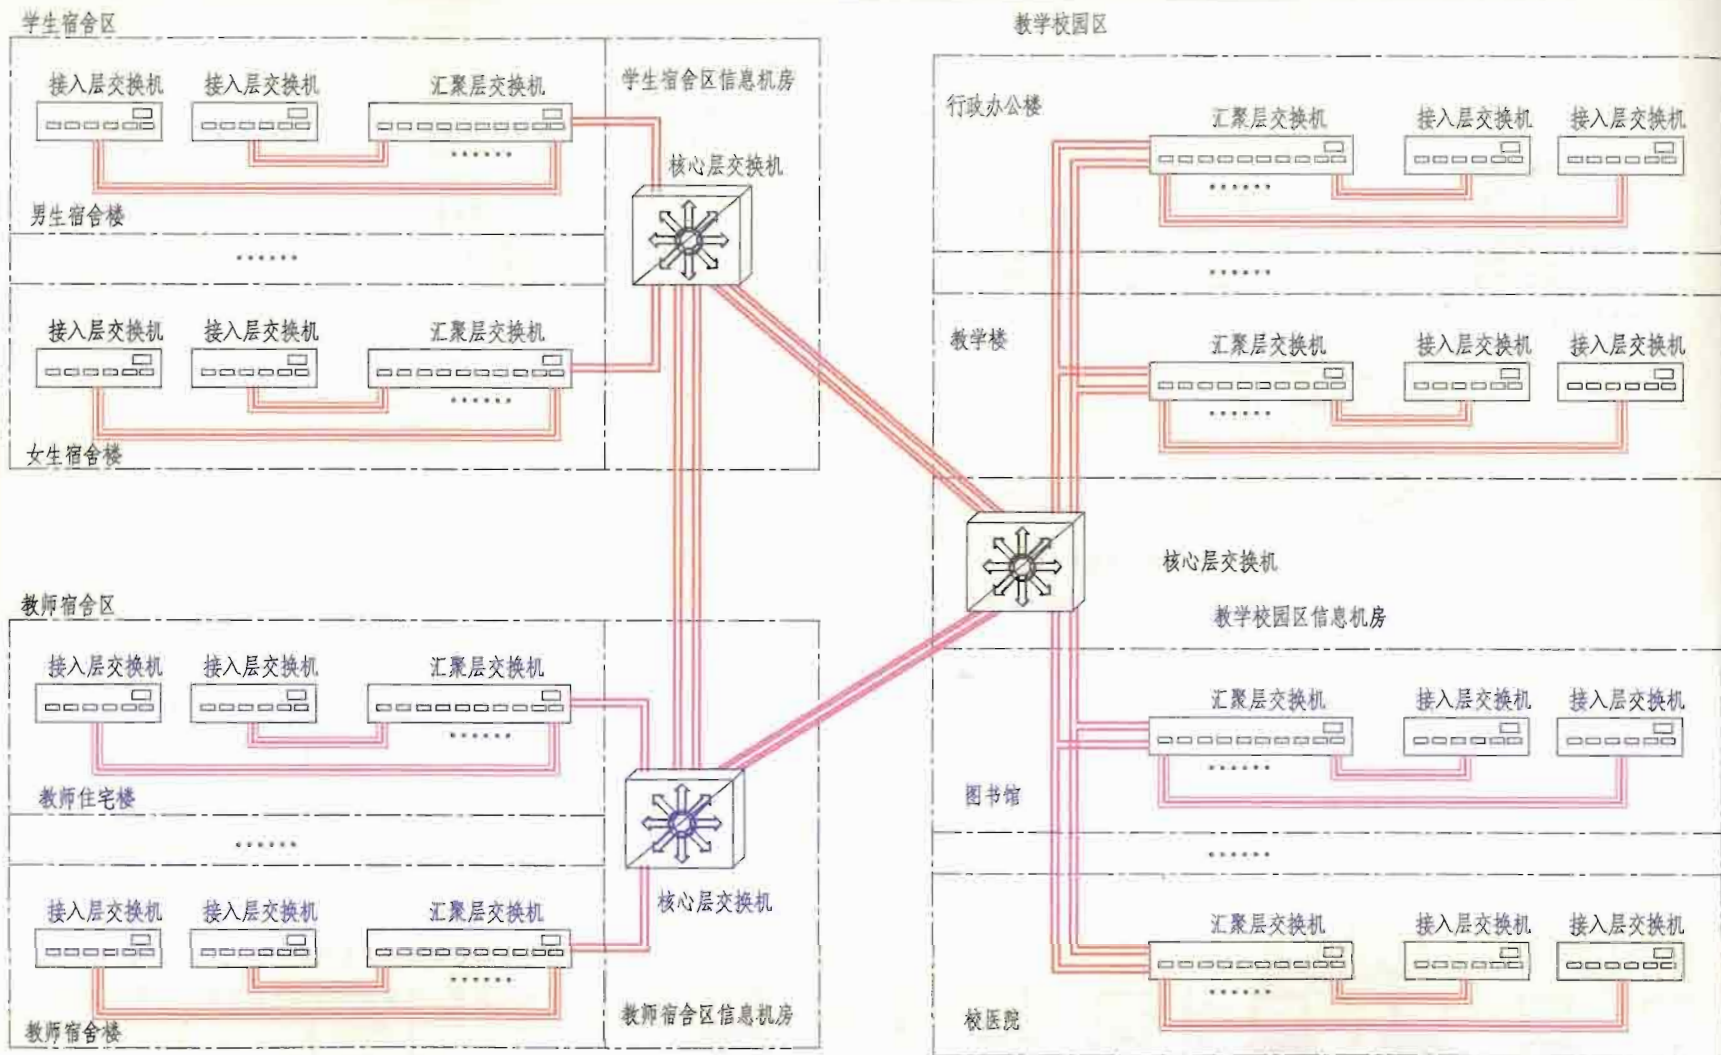 学生宿舍区
接入层交换机
接入层交换机
汇聚层交换机
学生宿舍区信息机房
核心层交换机
男生宿舍楼
······
······
接入层交换机
接入层交换机
汇聚层交换机
······
女生宿舍楼
教师宿舍区
接入层交换机
接入层交换机
汇聚层交换机
······
教师住宅楼
······
核心层交换机
接入层交换机
接入层交换机
汇聚层交换机
······
教师宿舍楼
教师宿舍区信息机房
教学校园区
行政办公楼
汇聚层交换机
接入层交换机
接入层交换机
······
······
教学楼
汇聚层交换机
接入层交换机
接入层交换机
······
核心层交换机
教学校园区信息机房
汇聚层交换机
接入层交换机
接入层交换机
······
图书馆
······
汇聚层交换机
接入层交换机
接入层交换机
······
校医院